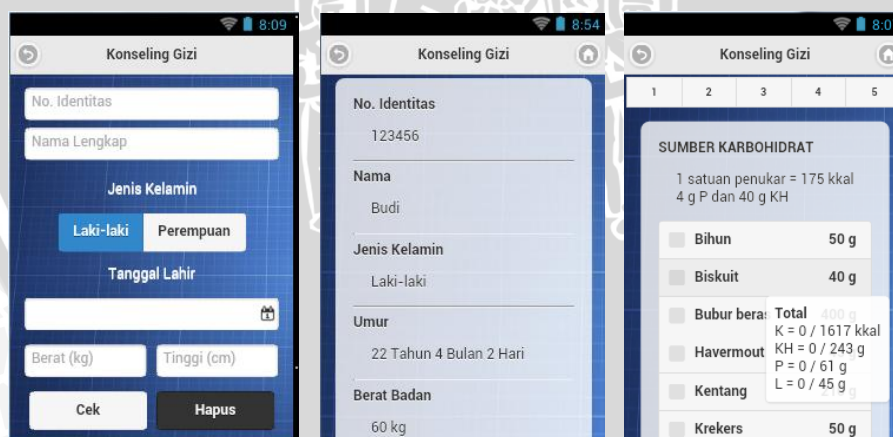 8:09
Konseling Gizi
No. Identitas
Nama Lengkap
Jenis Kelamin
Laki-laki Perempuan
Tanggal Lahir
Berat (kg) Tinggi (cm)
Cek Hapus
8:54
Konseling Gizi
No. Identitas
123456
Nama
Budi
Jenis Kelamin
Laki-laki
Umur
22 Tahun 4 Bulan 2 Hari
Berat Badan
60 kg
Konseling Gizi
1 2 3 4 5
SUMBER KARBOHIDRAT
1 satuan penukar = 175 kkal
4 g P dan 40 g KH
Bihun 50 g
Biskuit 40 g
Bubur beras 400 g
Havermout
Kentang
Krekers 50 g
Total
K = 0 / 1617 kkal
KH = 0 / 243 g
P = 0 / 61 g
L = 0 / 45 g